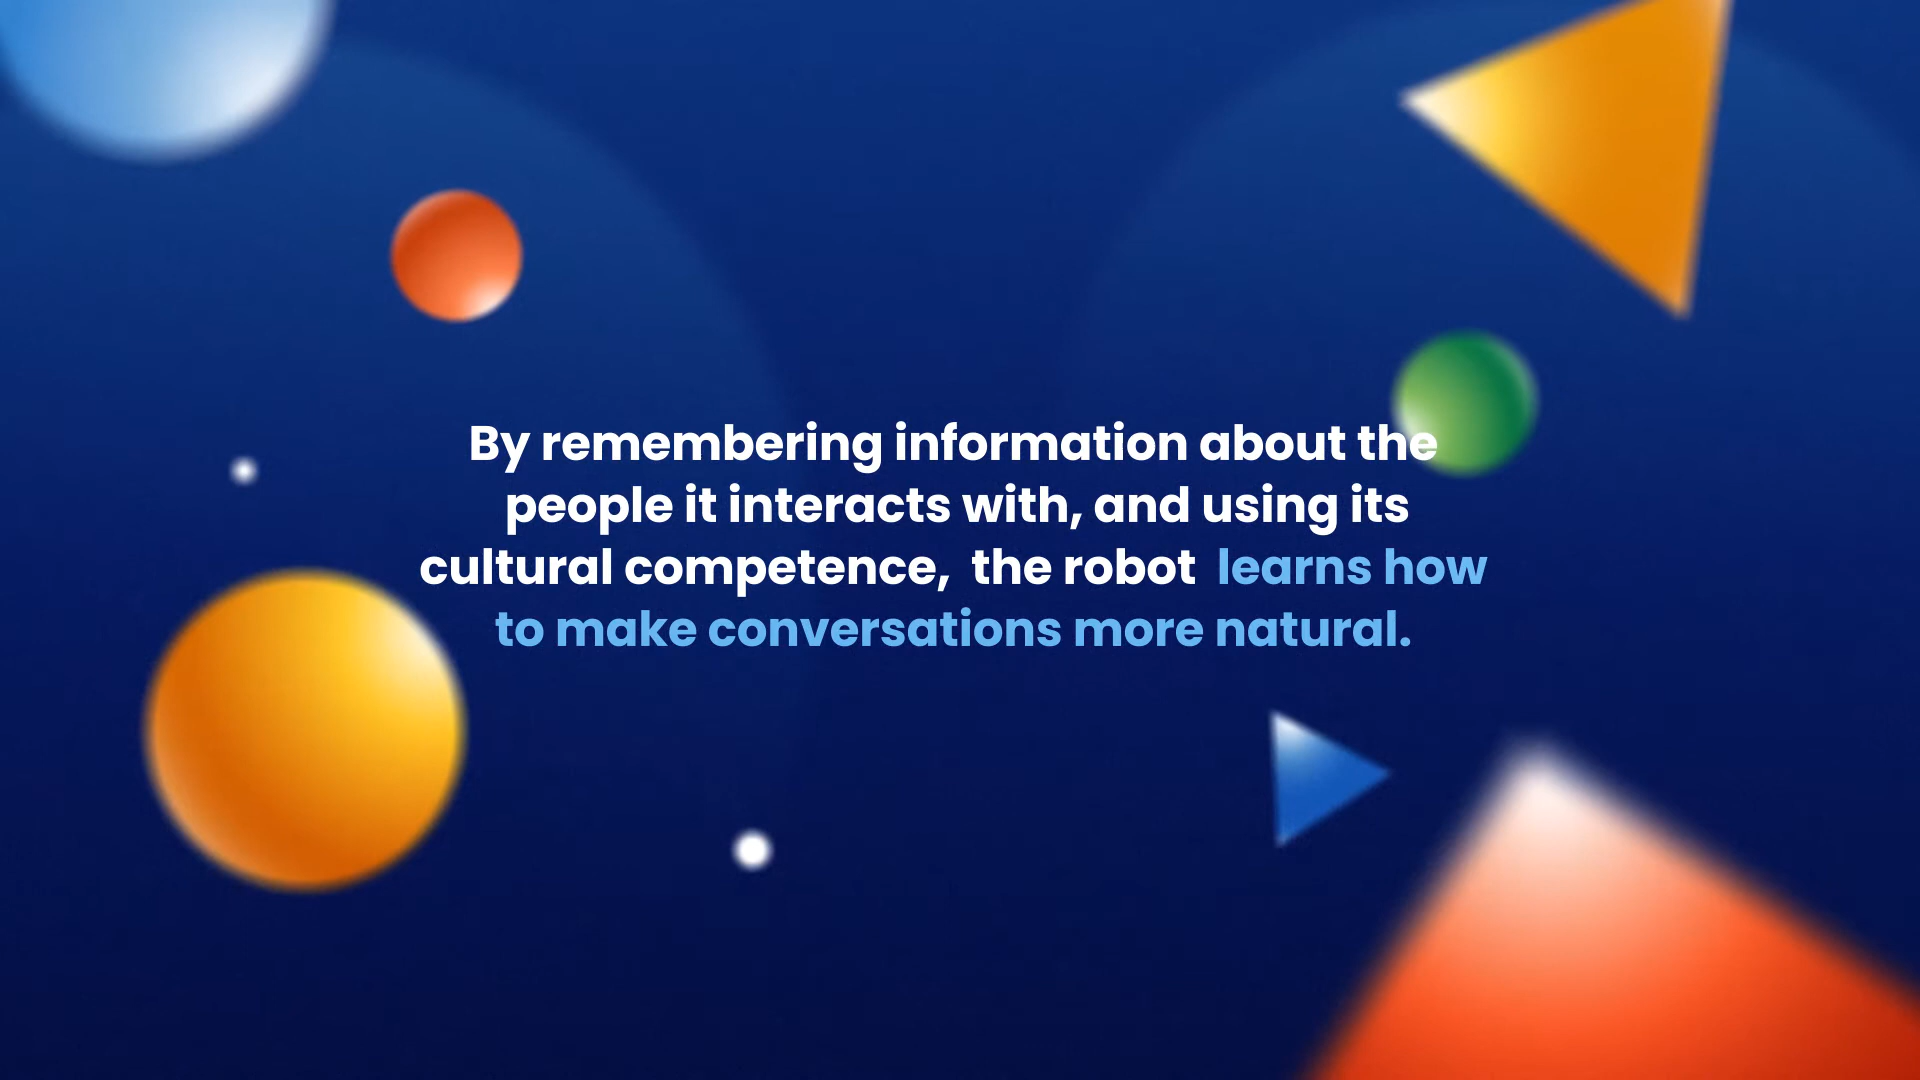 By remembering information about the
people it interacts with, and using its
cultural competence,  the robot  learns how
to make conversations more natural.